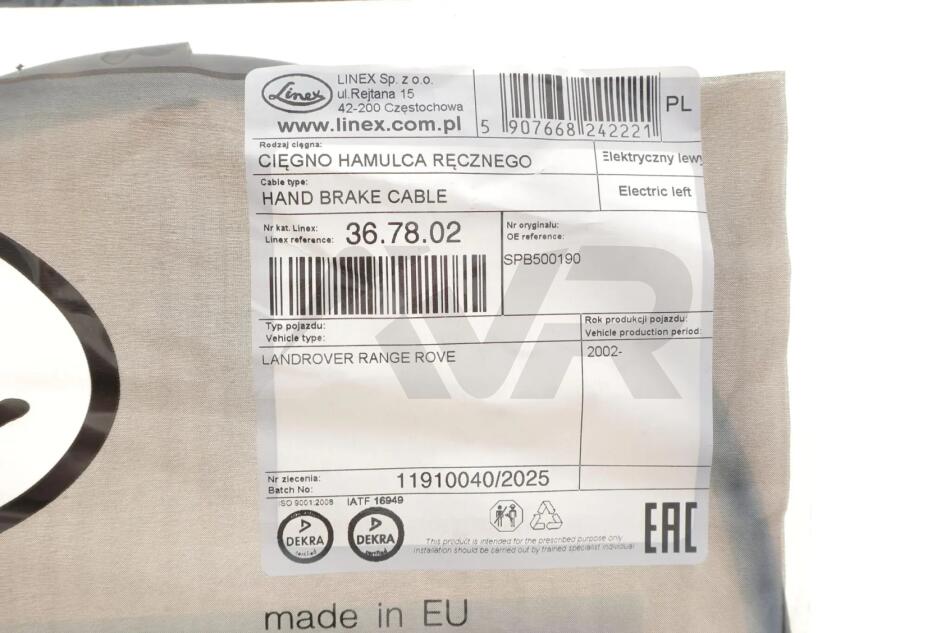 Linex
LINEX Sp. z o.o.
ul.Rejtana 15
42-200 Częstochowa
www.linex.com.pl
5 907668 242221
PL
Rodzaj cięgna:
CIĘGNO HAMULCA RĘCZNEGO
Elektryczny lewy
Cable type:
HAND BRAKE CABLE
Electric left
Nr kat. Linex:
Linex reference:
36.78.02
Nr oryginału:
OE reference:
SPB500190
VR
Typ pojazdu:
Vehicle type:
LANDROVER RANGE ROVE
Rok produkcji pojazdu:
Vehicle production period:
2002-
Nr zlecenia:
Batch No:
11910040/2025
ISO 9001:2008
IATF 16949
DEKRA
certified
DEKRA
certified
This product is intended for the prescribed purpose only
installation should be carried out by trained specialist individual
EAC
made in EU